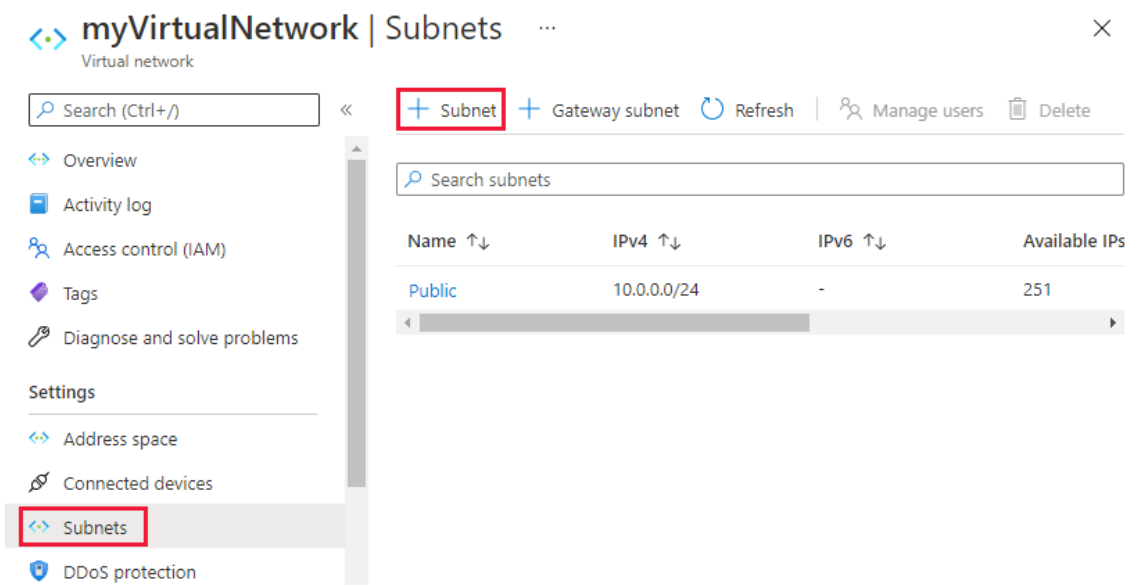 myVirtualNetwork | Subnets ...
Virtual network
Search (Ctrl+/)
Overview
Activity log
Access control (IAM)
Tags
Diagnose and solve problems
Settings
Address space
Connected devices
Subnets
DDoS protection
Subnet Gateway subnet Refresh Manage users Delete
Search subnets
Name IPv4 IPv6 Available IPs
Public 10.0.0.0/24 - 251